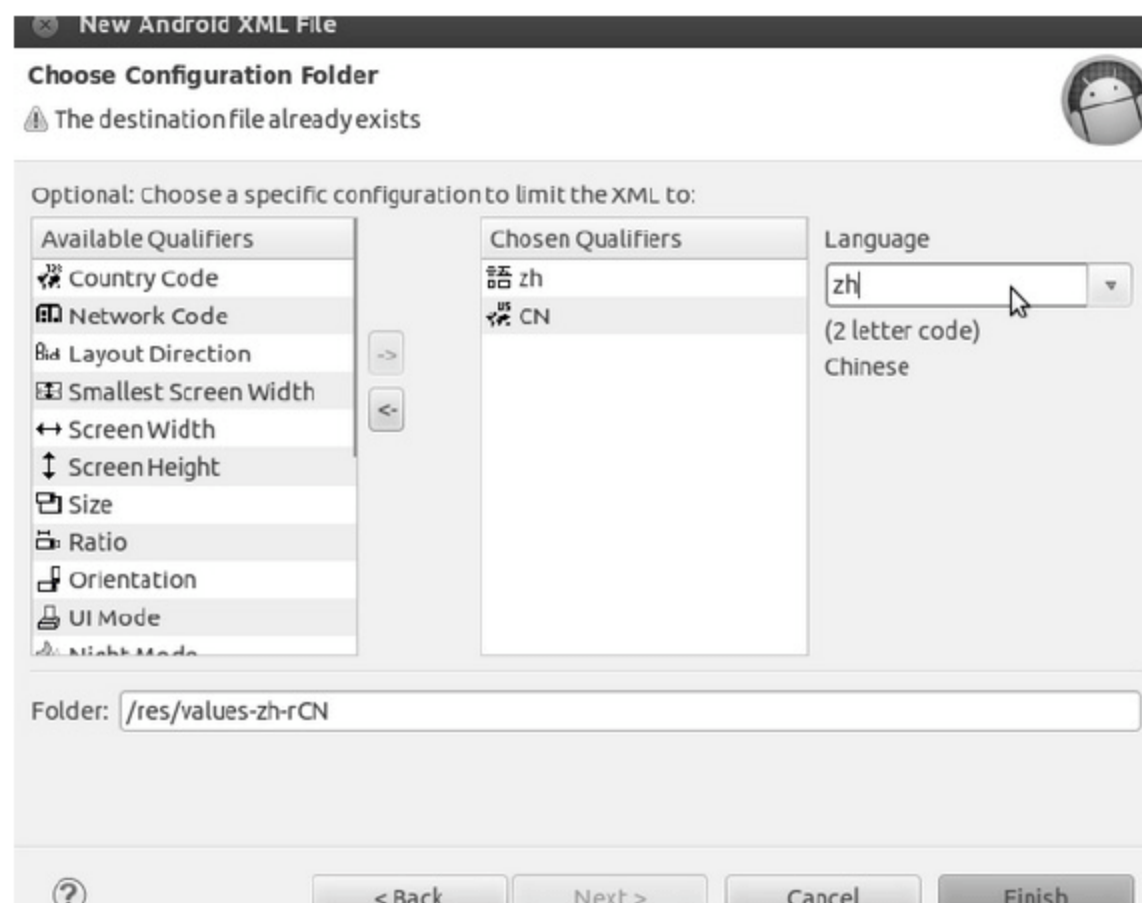 New Android XML File
Choose Configuration Folder
The destination file already exists
Optional: Choose a specific configuration to limit the XML to:
Available Qualifiers
Country Code
Network Code
Layout Direction
Smallest Screen Width
Screen Width
Screen Height
Size
Ratio
Orientation
UI Mode
Night Mode
->
<-
Chosen Qualifiers
zh
CN
Language
zh
(2 letter code)
Chinese
Folder: /res/values-zh-rCN
?
< Back
Next >
Cancel
Finish